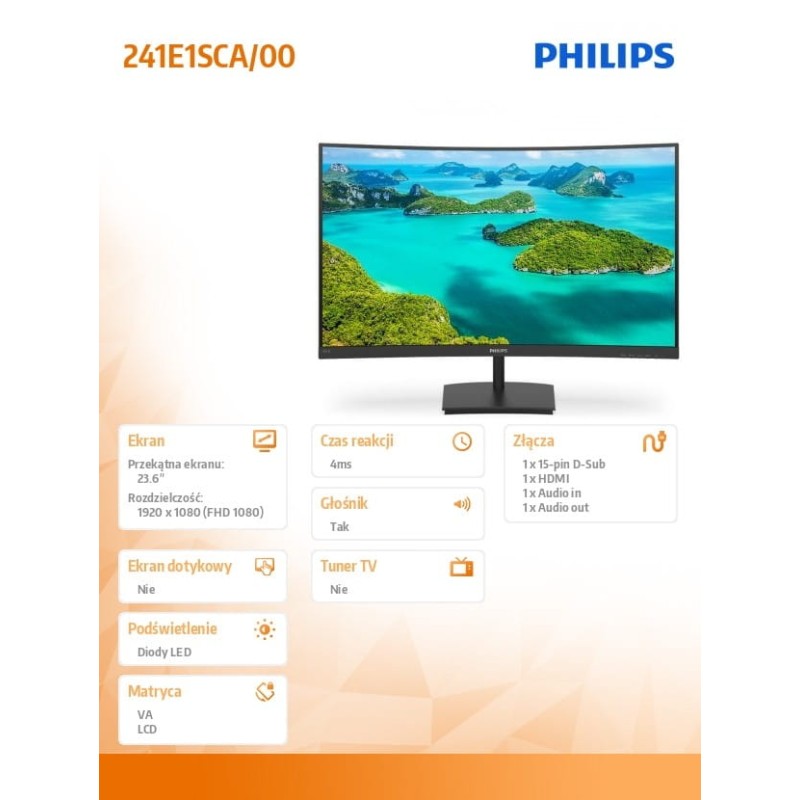 241E1SCA/00
PHILIPS
PHILIPS
Ekran
Przekątna ekranu:
23.6"
Rozdzielczość:
1920 x 1080 (FHD 1080)
Ekran dotykowy
Nie
Podświetlenie
Diody LED
Matryca
VA
LCD
Czas reakcji
4ms
Głośnik
Tak
Tuner TV
Nie
Złącza
1 x 15-pin D-Sub
1 x HDMI
1 x Audio in
1 x Audio out